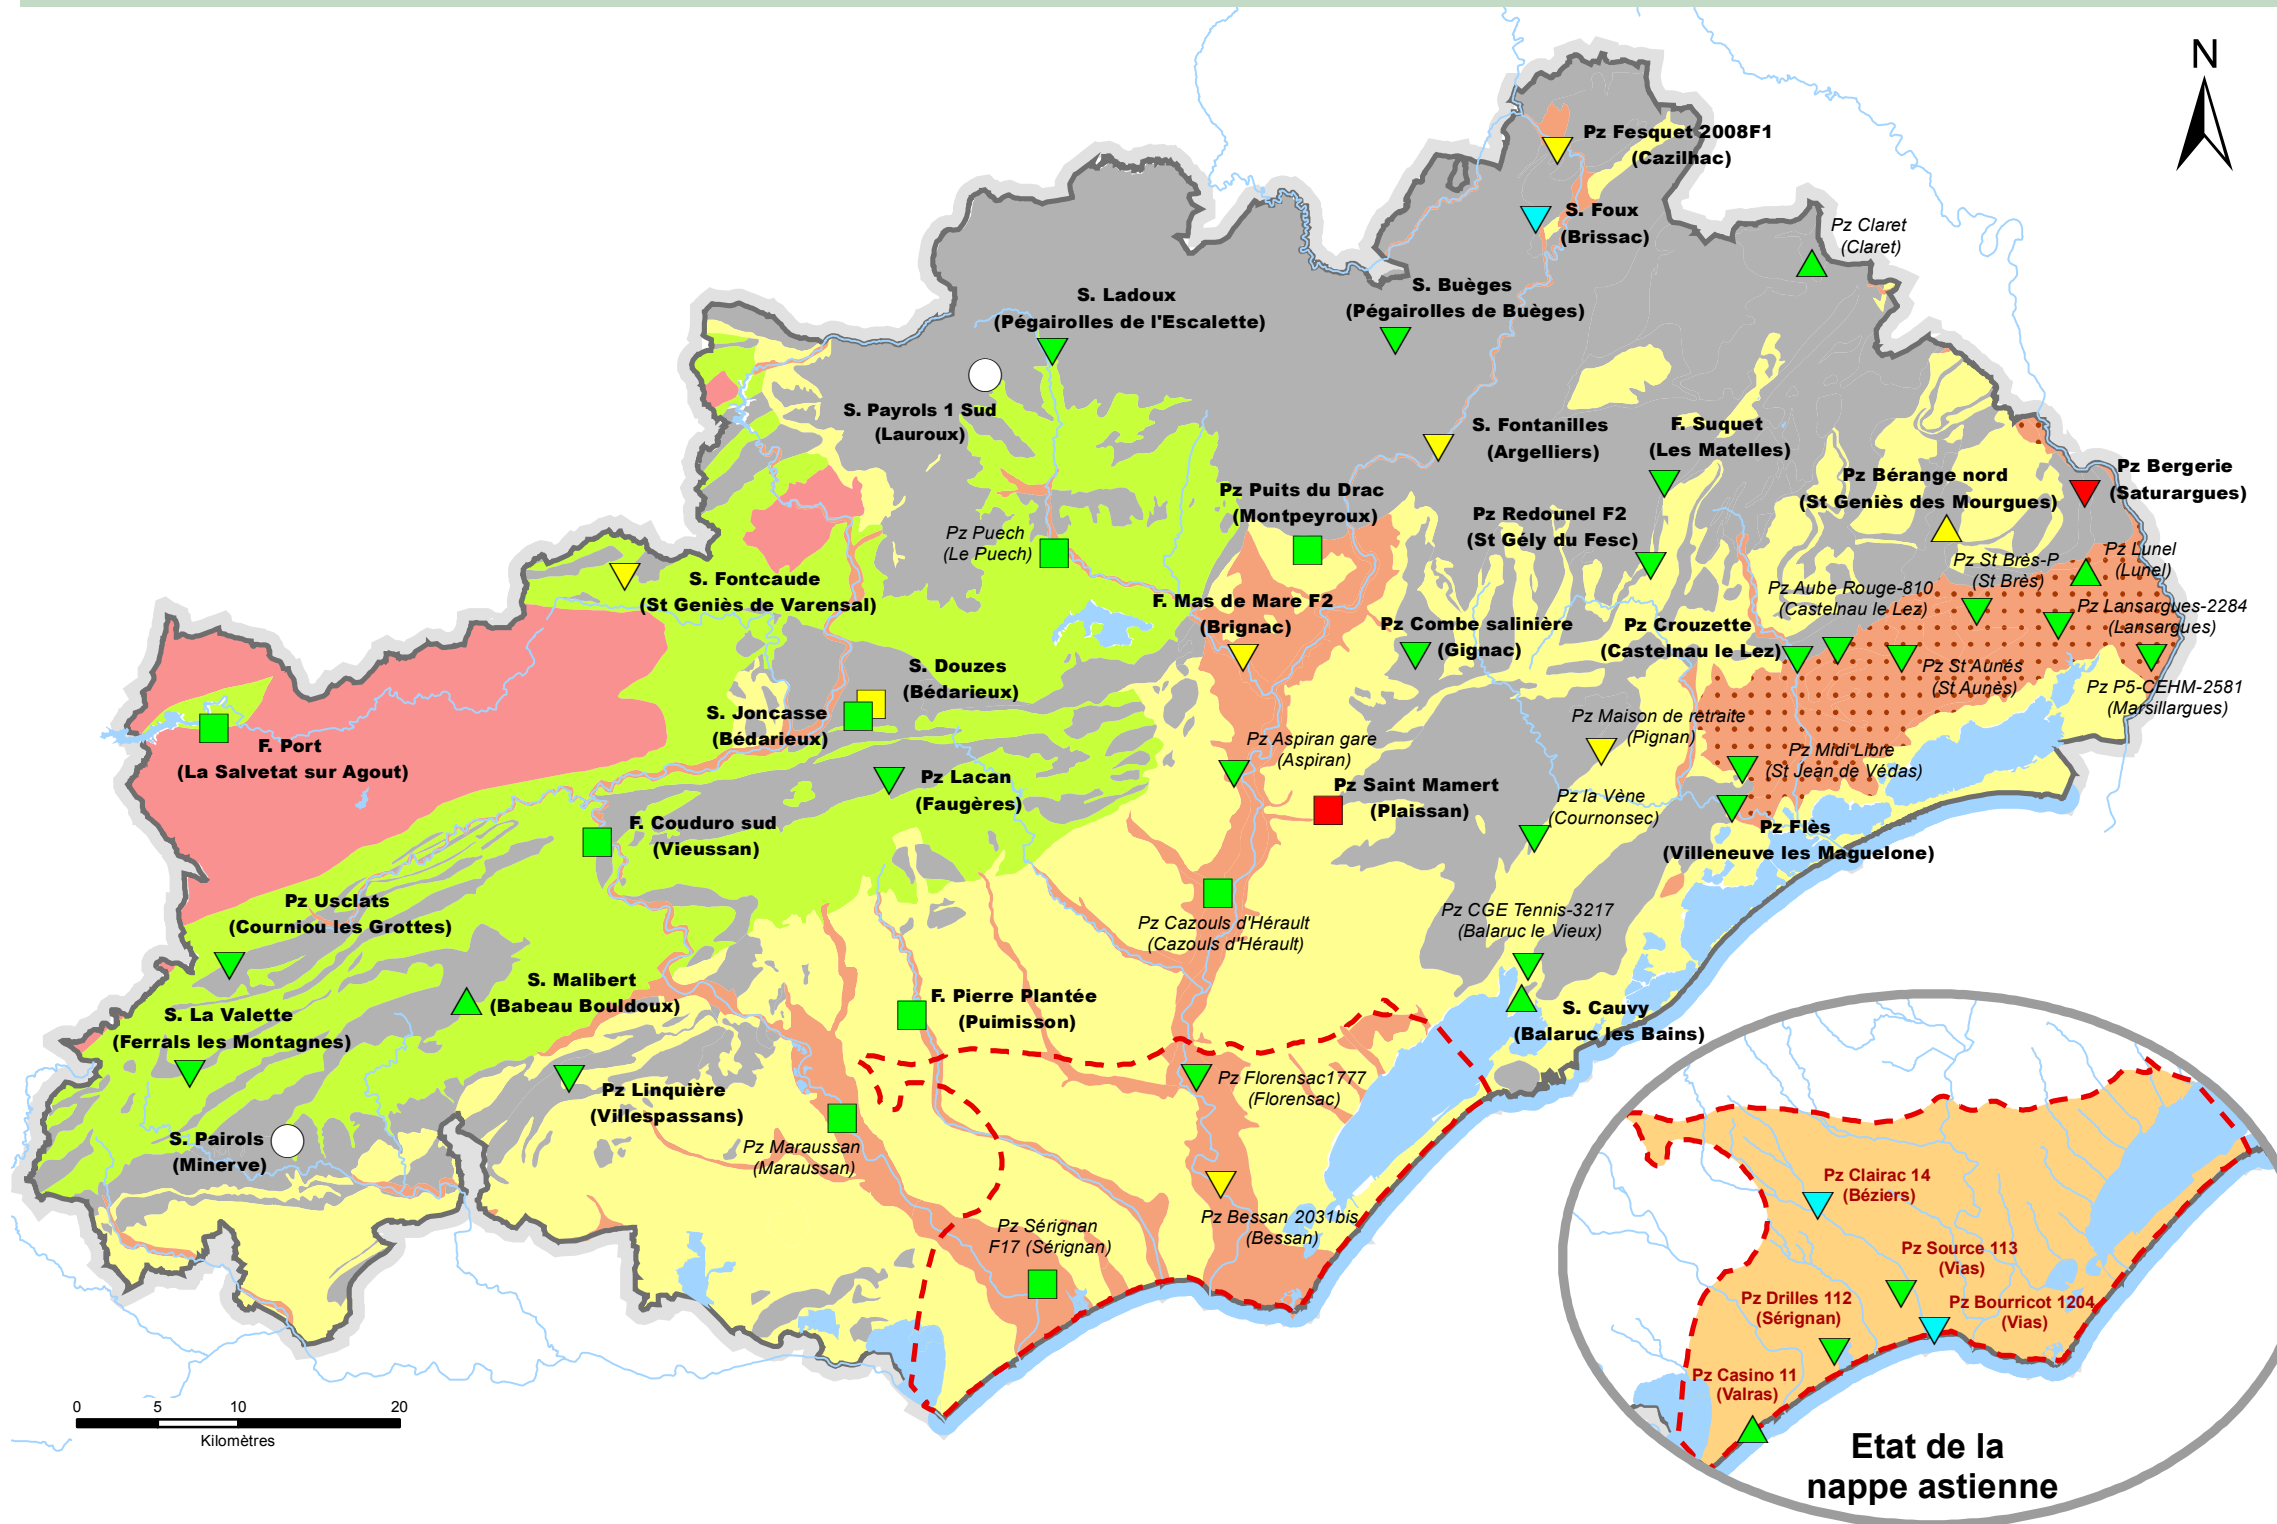 N
Pz Fesquet 2008F1
(Cazilhac)
S. Foux
(Brissac)
Pz Claret
(Claret)
S. Buèges
(Pégairolles de Buèges)
S. Ladoux
(Pégairolles de l'Escalette)
S. Payrols 1 Sud
(Lauroux)
S. Fontanilles
(Argelliers)
F. Suquet
(Les Matelles)
Pz Bérange nord
(St Geniès des Mourgues)
Pz Bergerie
(Saturargues)
Pz Puits du Drac
(Montpeyroux)
Pz Redounel F2
(St Gély du Fesc)
Pz Puech
(Le Puech)
Pz St Brès-P
(St Brès)
Pz Lunel
(Lunel)
S. Fontcaude
(St Geniès de Varensal)
F. Mas de Mare F2
(Brignac)
Pz Combe salinière
(Gignac)
Pz Aube Rouge-810
(Castelnau le Lez)
Pz Crouzette
(Castelnau le Lez)
Pz Lansargues-2284
(Lansargues)
Pz St Aunés
(St Aunès)
Pz P5-CEHM-2581
(Marsillargues)
S. Douzes
(Bédarieux)
S. Joncasse
(Bédarieux)
F. Port
(La Salvetat sur Agout)
Pz Maison de retraite
(Pignan)
Pz Aspiran gare
(Aspiran)
Pz Midi Libre
(St Jean de Védas)
Pz Lacan
(Faugères)
Pz Saint Mamert
(Plaissan)
Pz la Vène
(Cournonsec)
F. Couduro sud
(Vieussan)
Pz Flès
(Villeneuve les Maguelone)
Pz Usclats
(Courniou les Grottes)
Pz Cazouls d'Hérault
(Cazouls d'Hérault)
Pz CGE Tennis-3217
(Balaruc le Vieux)
S. Malibert
(Babeau Bouldoux)
F. Pierre Plantée
(Puimisson)
S. Cauvy
(Balaruc les Bains)
S. La Valette
(Ferrals les Montagnes)
Pz Linquière
(Villespassans)
Pz Florensac1777
(Florensac)
S. Pairols
(Minerve)
Pz Maraussan
(Maraussan)
Pz Sérignan
F17 (Sérignan)
Pz Bessan 2031bis
(Bessan)
Pz Clairac 14
(Béziers)
Pz Source 113
(Vias)
Pz Drilles 112
(Sérignan)
Pz Bourricot 1204
(Vias)
Pz Casino 11
(Valras)
0 5 10 20
Kilomètres
Etat de la
nappe astienne